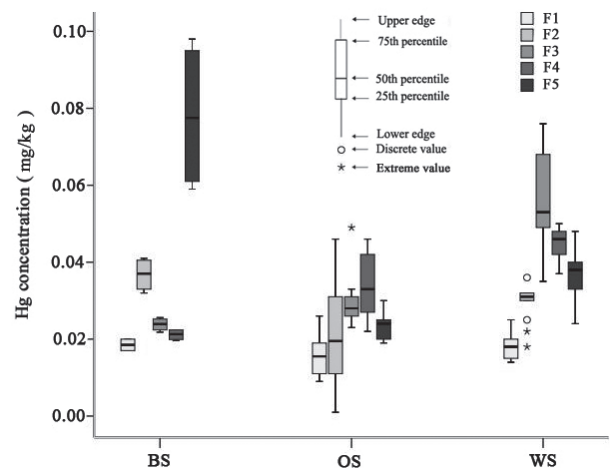 Hg concentration ( mg/kg )
0.10
0.08
0.06
0.04
0.02
0.00
Upper edge
75th percentile
50th percentile
25th percentile
Lower edge
Discrete value
Extreme value
F1
F2
F3
F4
F5
BS
OS
WS